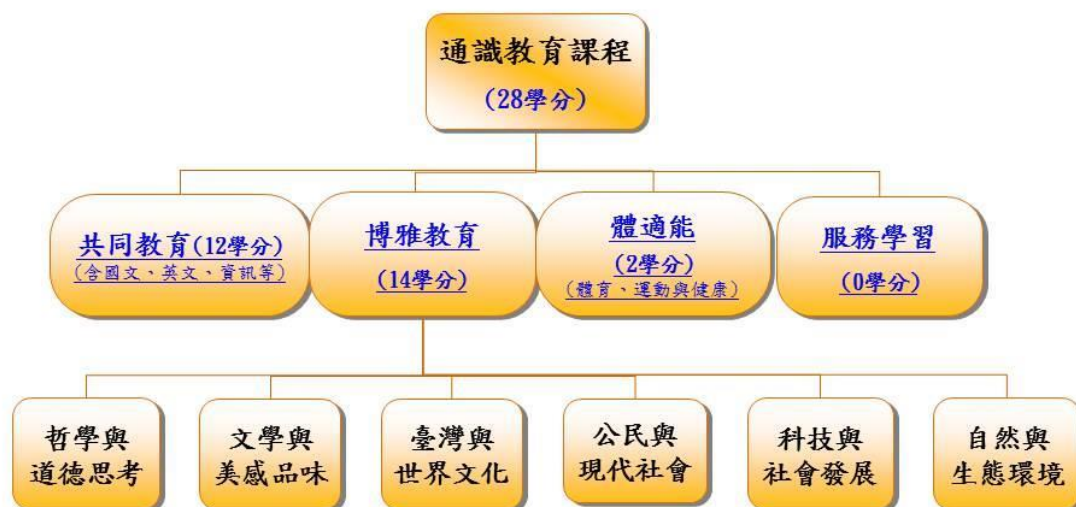 通識教育課程
(28學分)
共同教育(12學分)
(含國文、英文、資訊等)
博雅教育
(14學分)
體適能
(2學分)
(體育、運動與健康)
服務學習
(0學分)
哲學與
道德思考
文學與
美感品味
臺灣與
世界文化
公民與
現代社會
科技與
社會發展
自然與
生態環境